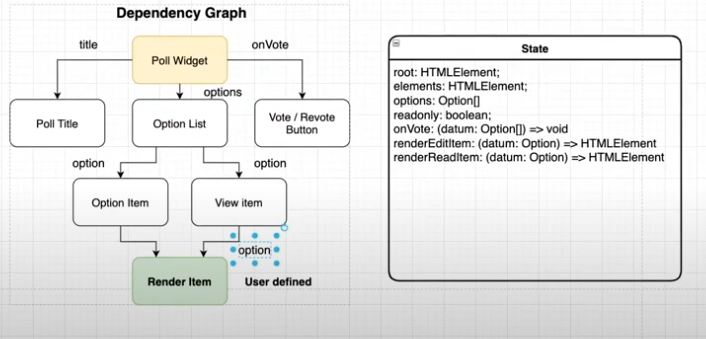 Dependency Graph
title
onVote
Poll Widget
options
Poll Title
Option List
Vote / Revote
Button
option
option
Option Item
View item
option
Render Item
User defined
State
root: HTMLElement;
elements: HTMLElement;
options: Option[]
readonly: boolean;
onVote: (datum: Option[]) => void
renderEditItem: (datum: Option) => HTMLElement
renderReadItem: (datum: Option) => HTMLElement